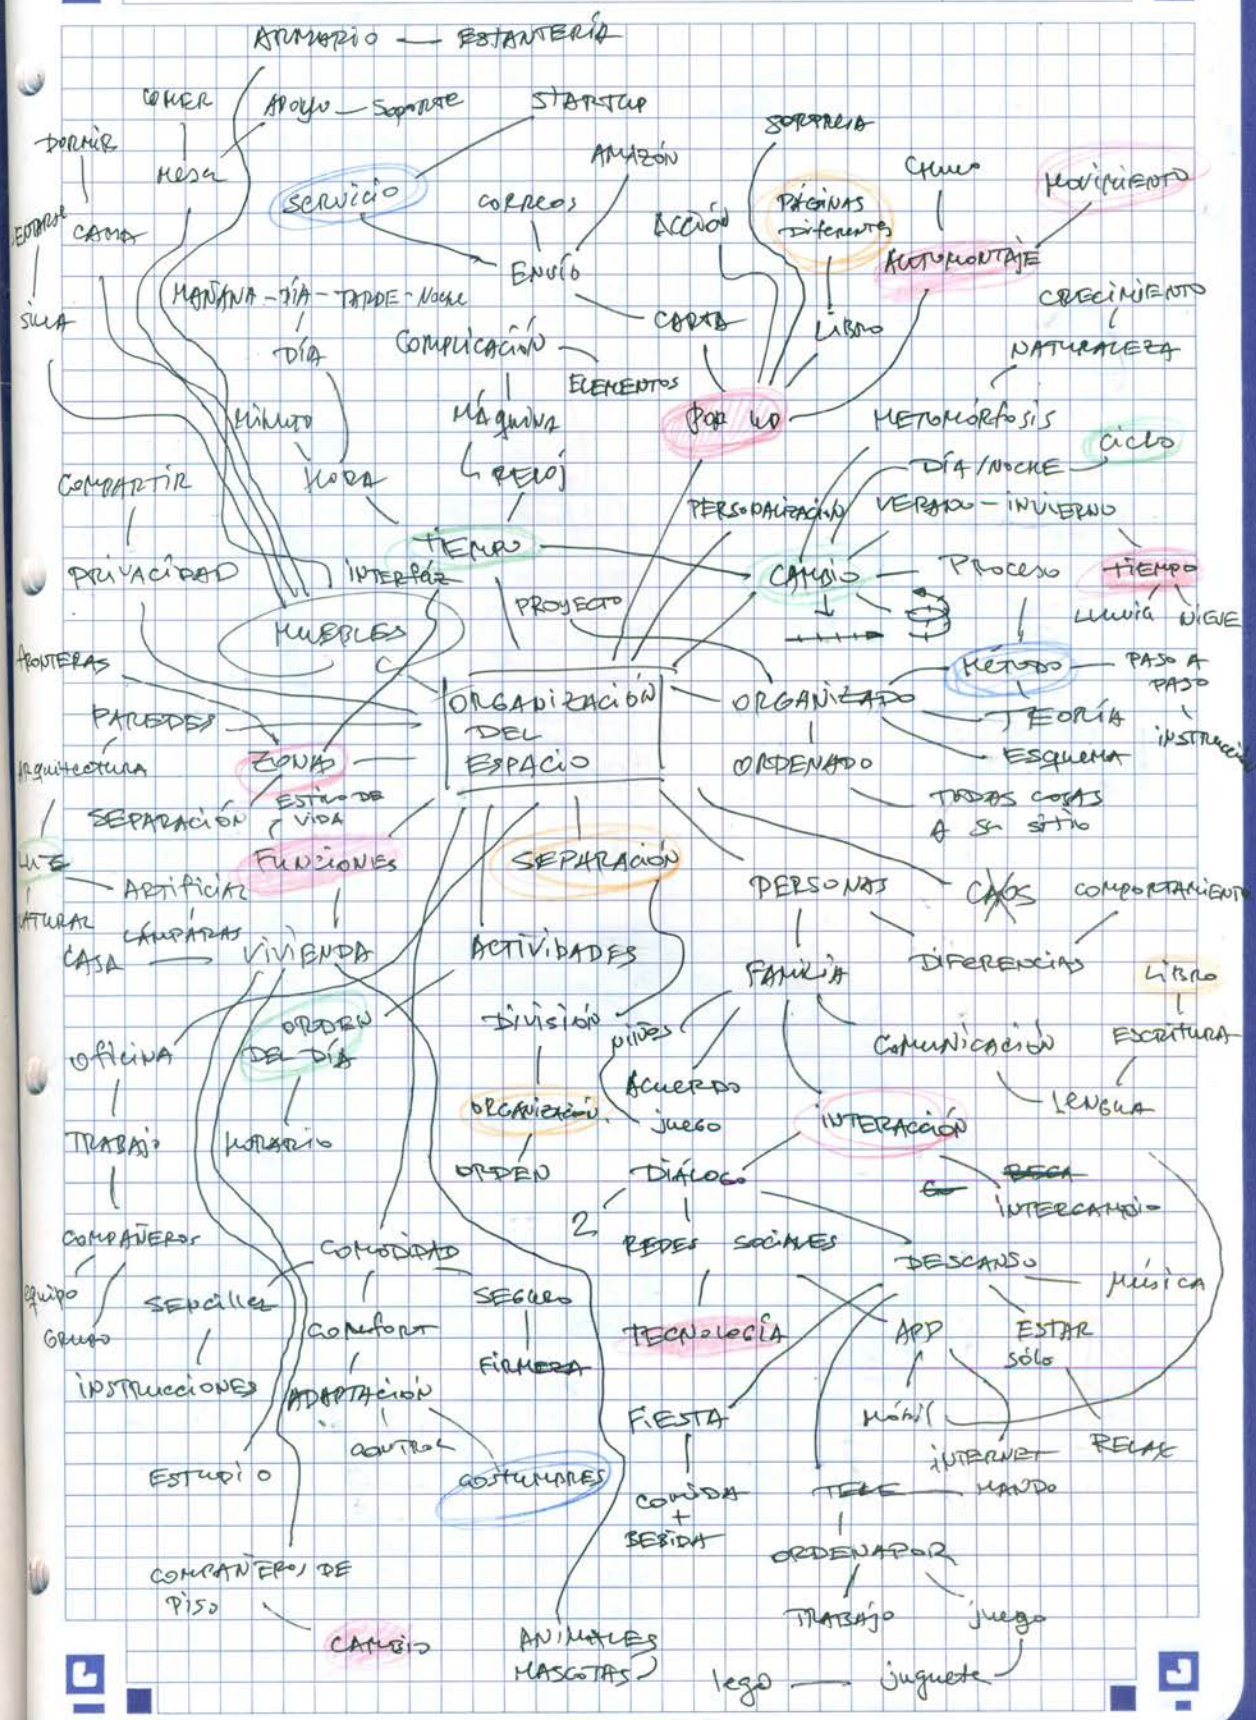 ARMARIO — ESTANTERÍA
COMER
APOYO — SOPORTE
STARTUP
SORPRESA
DORMIR
MESA
AMAZÓN
CHULO
MOVIMIENTO
SERVICIO
CORREOS
PÁGINAS
DIFERENTES
CAMA
ACCIÓN
ENVÍO
AUTOMONTAJE
MAÑANA - DÍA - TARDE - NOCHE
CRECIMIENTO
SILLA
CARTA
LIBRO
DÍA
COMPLICACIÓN
NATURALEZA
ELEMENTOS
MINUTO
MÁQUINA
POP UP
METOMÓRFOSIS
CICLO
HORA
RELOJ
DÍA/NOCHE
COMPARTIR
PERSONALIZACIÓN
VERANO - INVIERNO
TIEMPO
PRIVACIDAD
INTERFAZ
CAMBIO
PROCESO
TIEMPO
PROYECTO
LLUVIA
NIEVE
MUEBLES
FRONTERAS
MÉTODO
PASO A
PASO
ORGANIZACIÓN
DEL
ESPACIO
ORGANIZADO
PAREDES
TEORÍA
INSTRUCCIÓN
ARQUITECTURA
ZONAS
ORDENADO
ESQUEMA
SEPARACIÓN
ESTILO DE
VIDA
TODAS COSAS
A SU SITIO
LUZ
FUNCIONES
SEPARACIÓN
PERSONAS
CAOS
COMPORTAMIENTO
ARTIFICIAL
NATURAL
LÁMPARAS
CASA
VIVIENDA
ACTIVIDADES
FAMILIA
DIFERENCIAS
LIBRO
ORDEN
DEL DÍA
DIVISIÓN
NIÑOS
OFICINA
COMUNICACIÓN
ESCRITURA
ACUERDO
ORGANIZACIÓN
JUEGO
INTERACCIÓN
LENGUA
TRABAJO
HORARIO
ORDEN
DIÁLOGO
INTERCAMBIO
2
COMPAÑEROS
COMODIDAD
REDES SOCIALES
DESCANSO
MÚSICA
EQUIPO
GRUPO
SENCILLEZ
SEGURO
COMFORT
TECNOLOGÍA
APP
ESTAR
SÓLO
FIRMEZA
INSTRUCCIONES
ADAPTACIÓN
FIESTA
MÓBIL
CONTROL
INTERNET
RELAX
ESTUDIO
COSTUMBRES
COMIDA
+
BEBIDA
TELE
MANDO
ORDENADOR
COMPAÑEROS DE
PISO
TRABAJO
JUEGO
CAMBIO
ANIMALES
MASCOTAS
lego — juguete